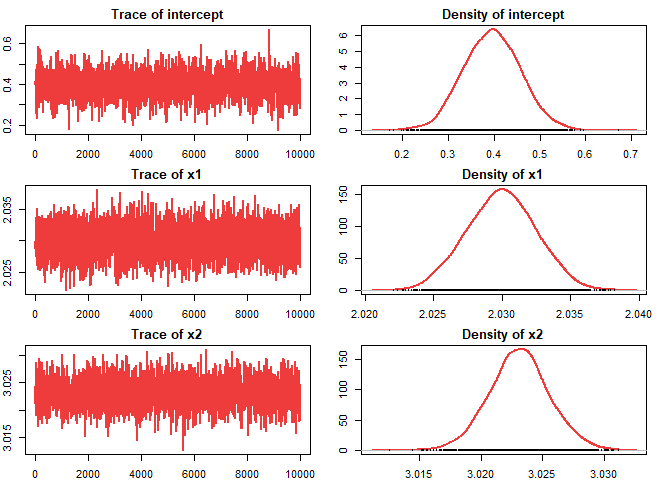 Trace of intercept
0.2 0.4 0.6
0 2000 4000 6000 8000 10000
Density of intercept
0 1 2 3 4 5 6
0.2 0.3 0.4 0.5 0.6 0.7
Trace of x1
2.025 2.035
0 2000 4000 6000 8000 10000
Density of x1
0 50 100 150
2.020 2.025 2.030 2.035 2.040
Trace of x2
3.015 3.025
0 2000 4000 6000 8000 10000
Density of x2
0 50 100 150
3.015 3.020 3.025 3.030